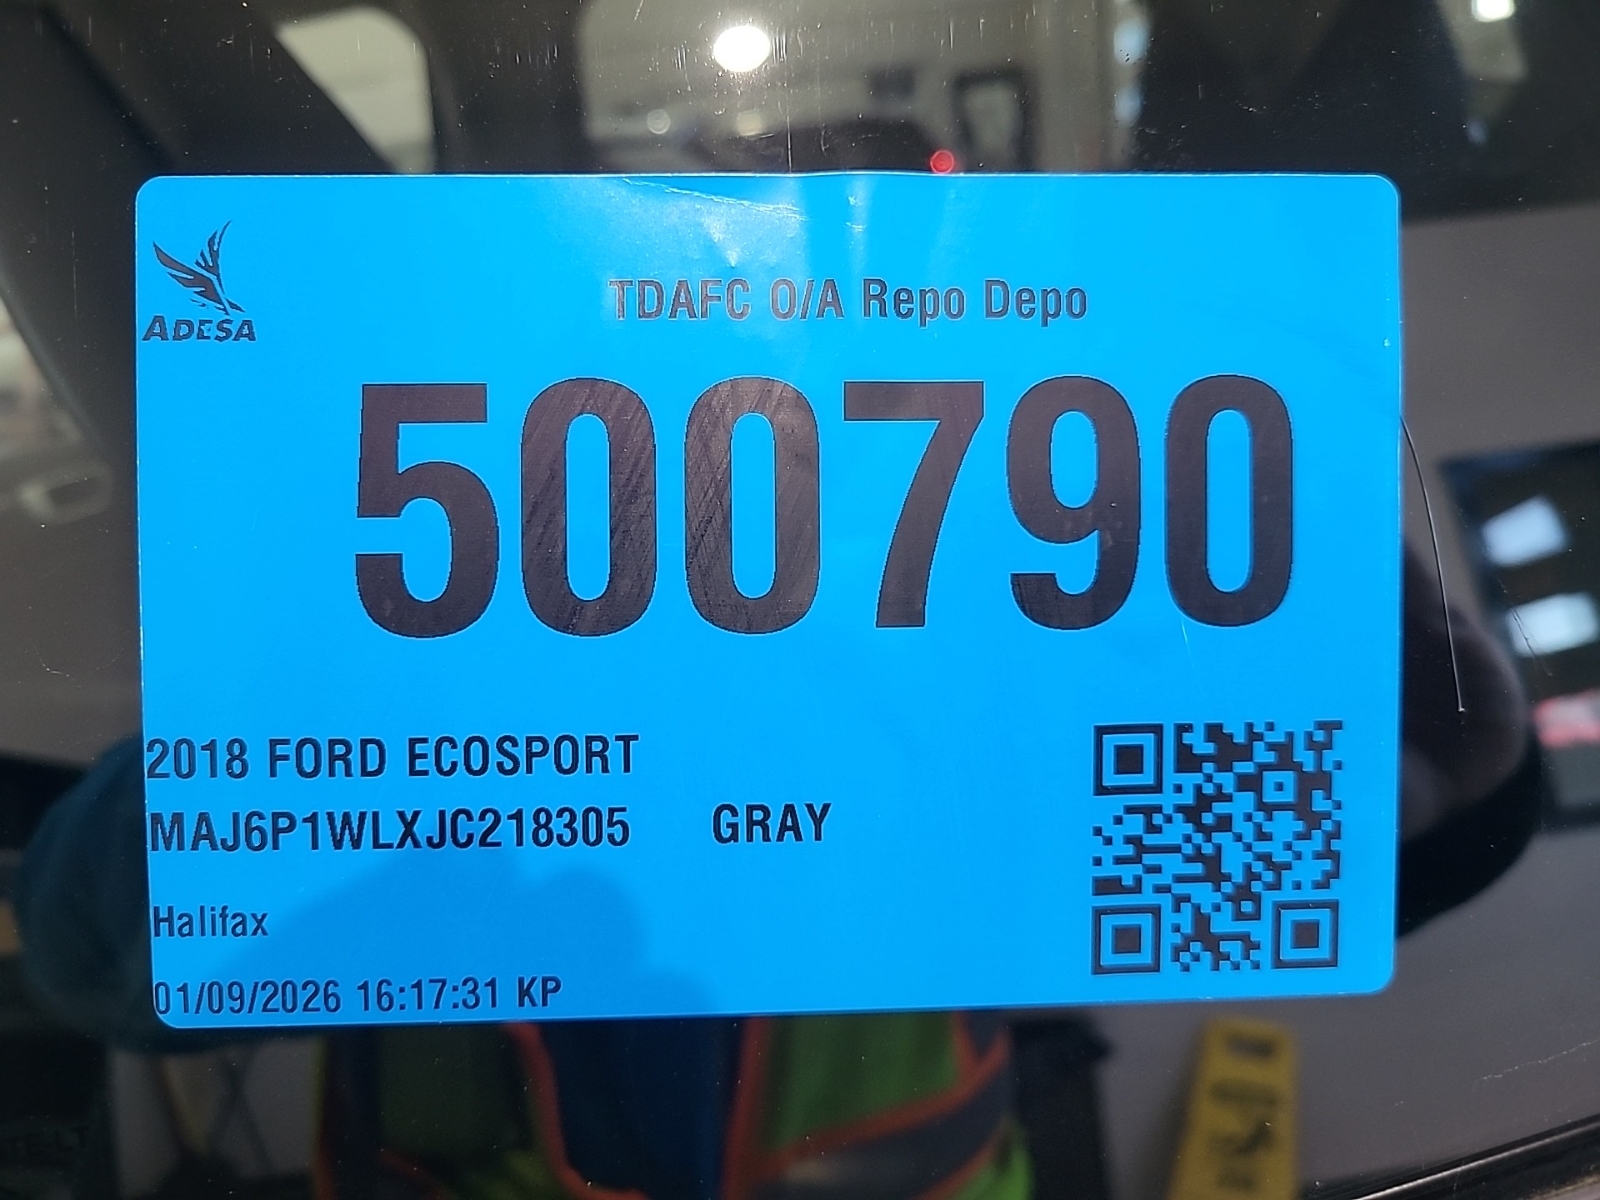 ADESA
TDAFC O/A Repo Depo
500790
2018 FORD ECOSPORT
MAJ6P1WLXJC218305 GRAY
Halifax
01/09/2026 16:17:31 KP